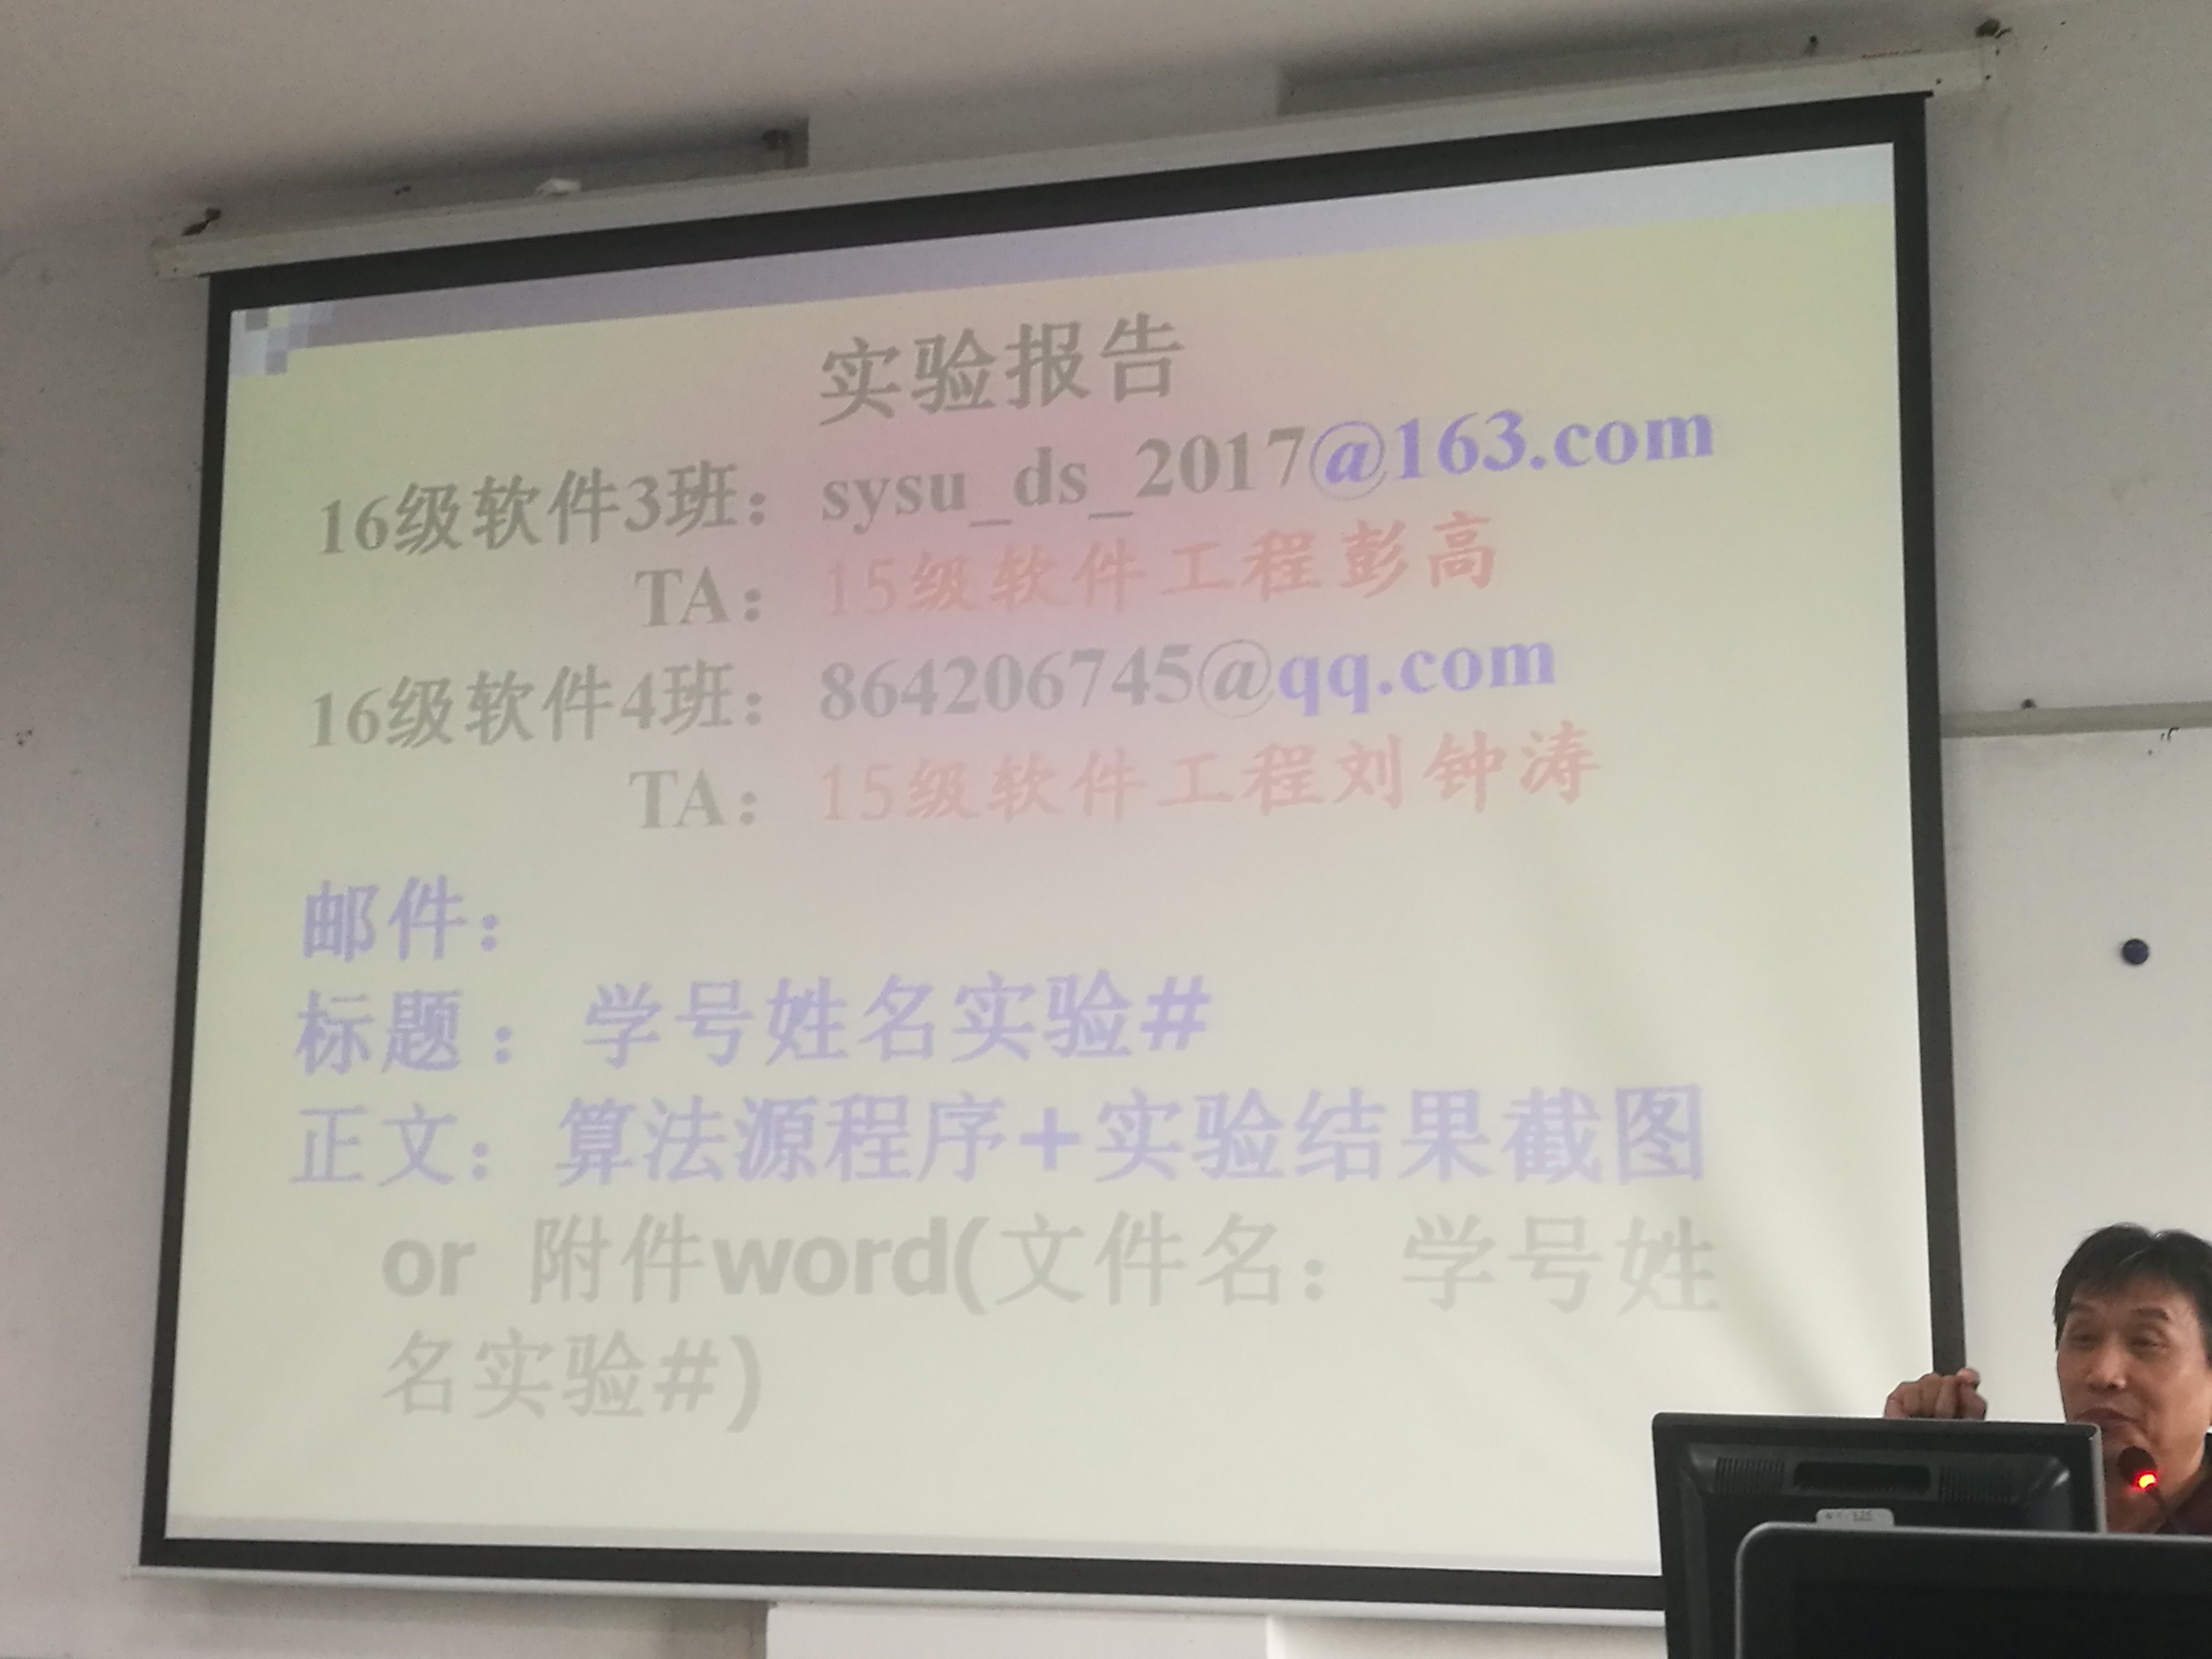 实验报告
16级软件3班：sysu_ds_2017@163.com
TA：15级软件工程彭高
16级软件4班：864206745@qq.com
TA：15级软件工程刘钟涛
邮件：
标题：学号姓名实验#
正文：算法源程序+实验结果截图
or 附件word(文件名：学号姓
名实验#)